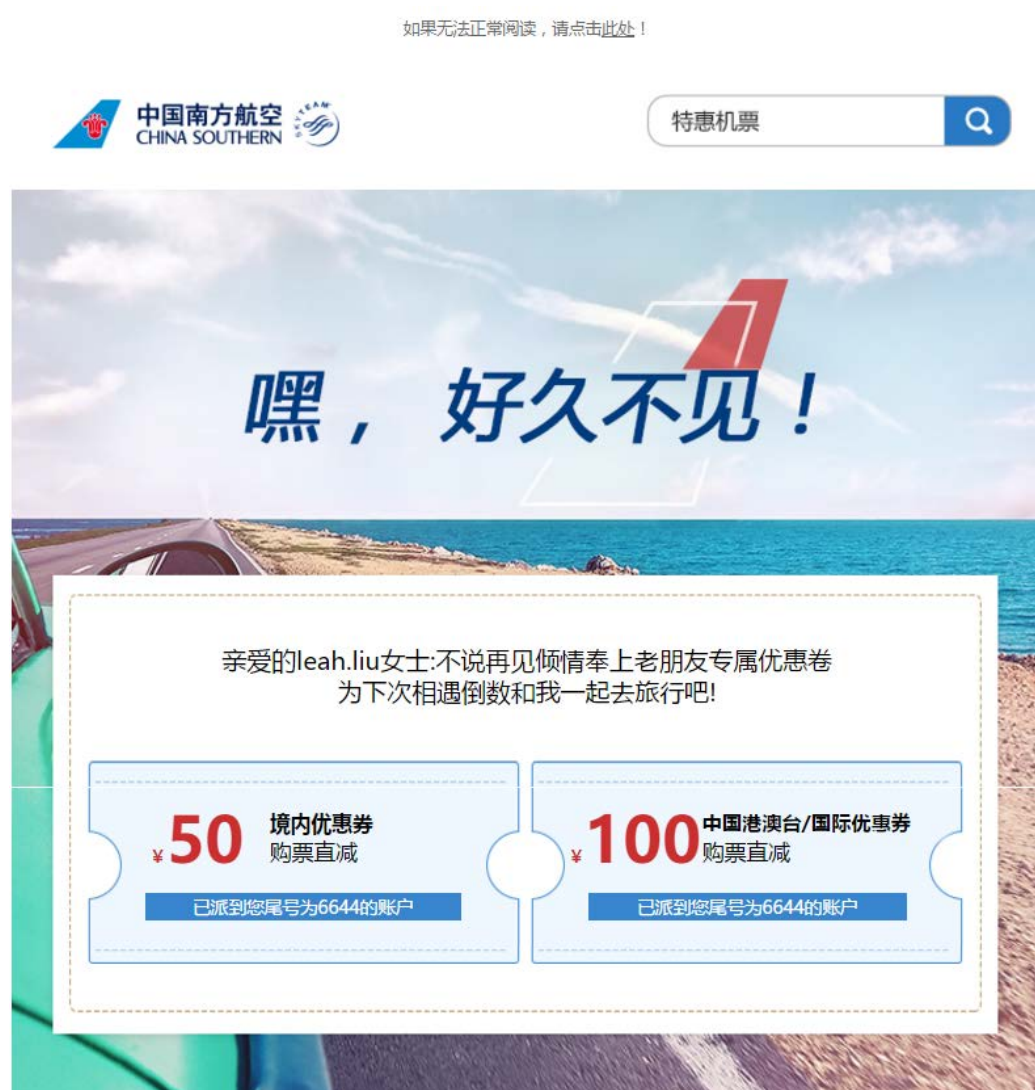 如果无法正常阅读，请点击此处！
中国南方航空
CHINA SOUTHERN
SKYTEAM
特惠机票
嘿，好久不见！
亲爱的leah.liu女士:不说再见倾情奉上老朋友专属优惠卷
为下次相遇倒数和我一起去旅行吧!
¥50 境内优惠券
购票直减
已派到您尾号为6644的账户
¥100 中国港澳台/国际优惠券
购票直减
已派到您尾号为6644的账户